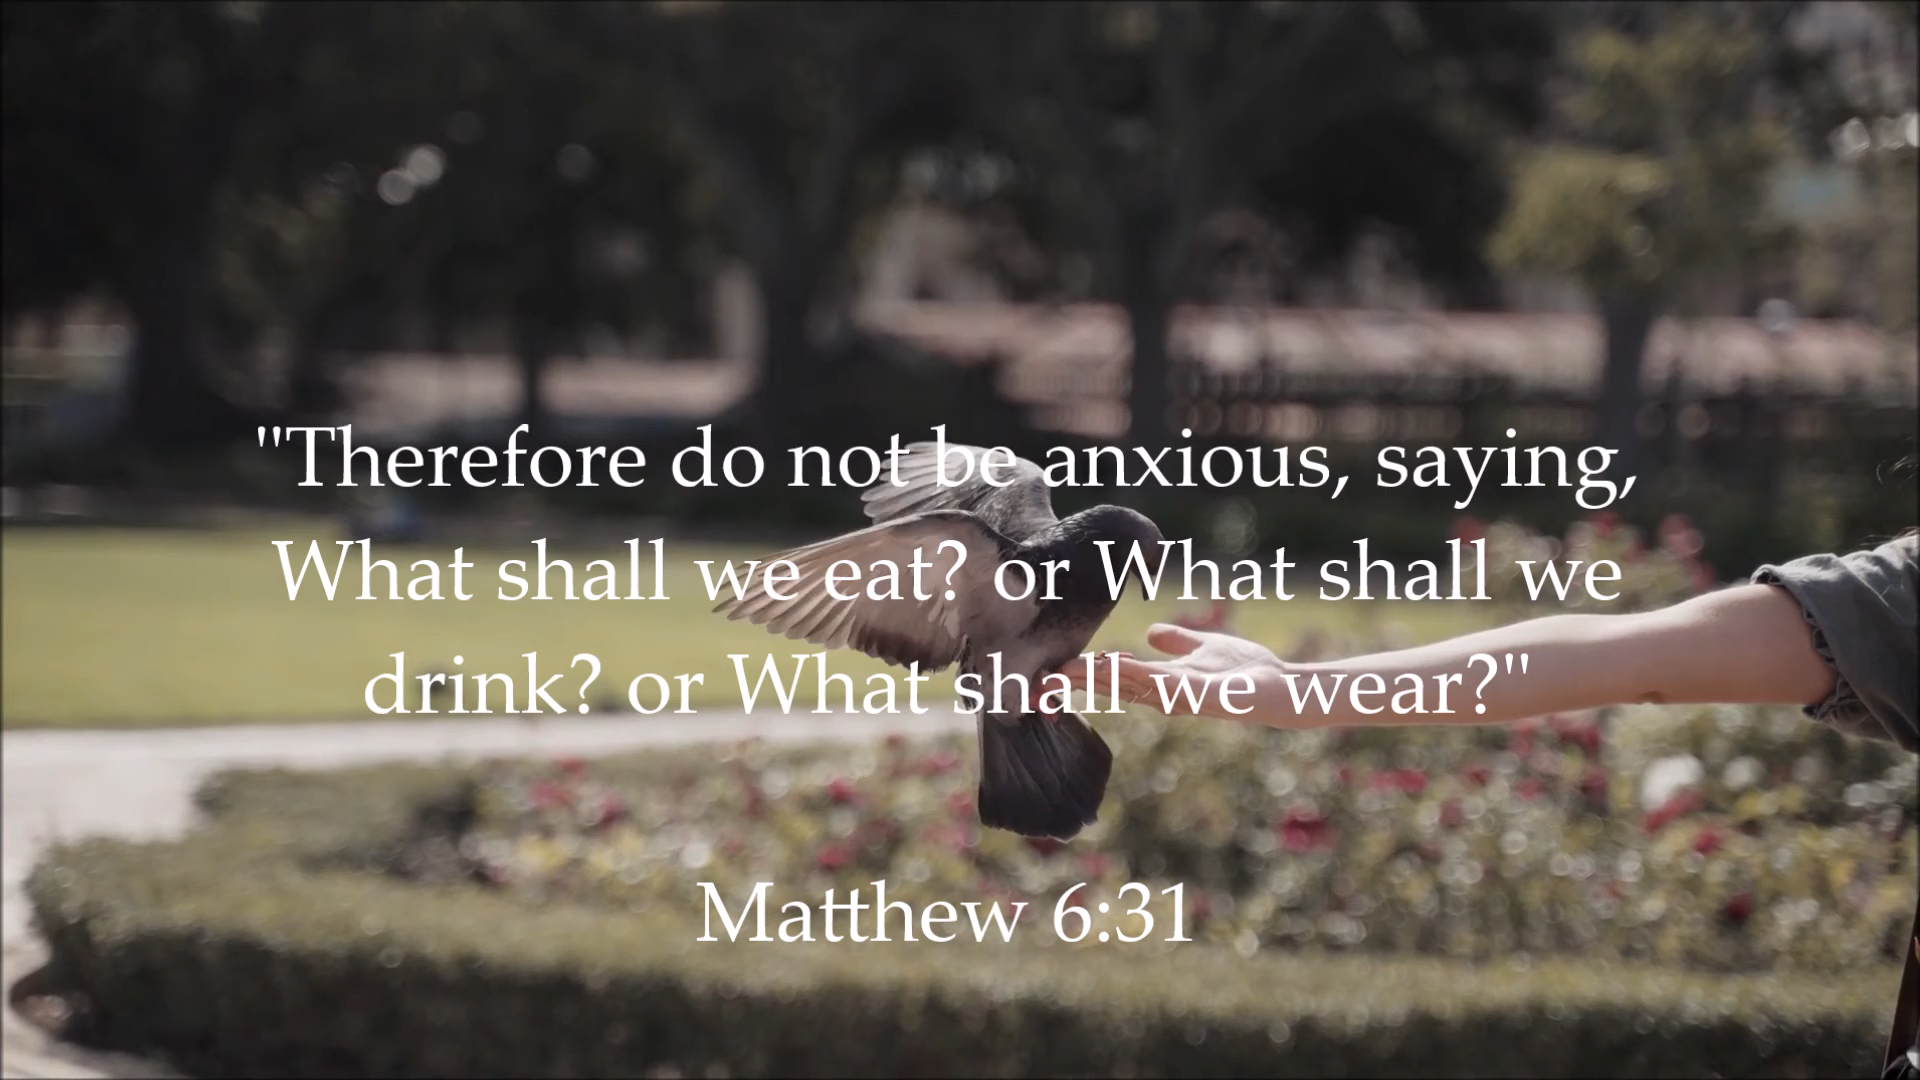 "Therefore do not be anxious, saying,
What shall we eat? or What shall we
drink? or What shall we wear?"
Matthew 6:31